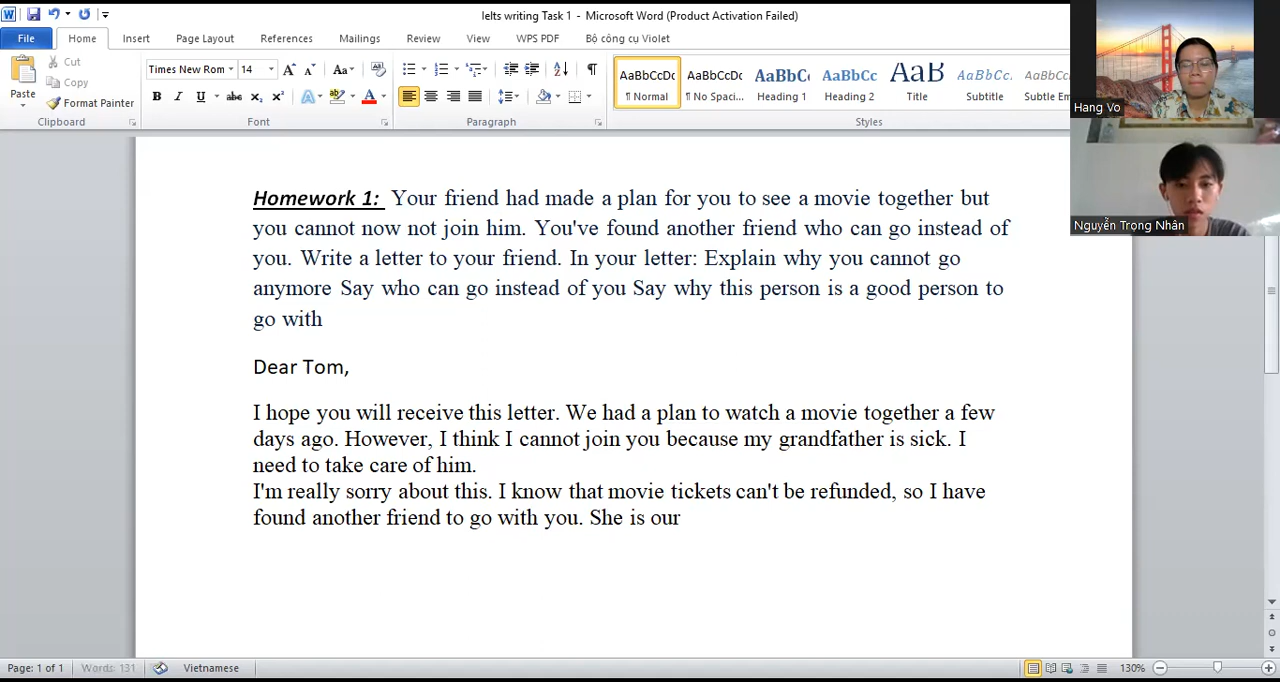 Ielts writing Task 1 - Microsoft Word (Product Activation Failed)
File Home Insert Page Layout References Mailings Review View WPS PDF Bộ công cụ Violet
Paste
Cut
Copy
Format Painter
Clipboard
Times New Rom 14
Font
Paragraph
AaBbCcDc AaBbCcDc AaBbC AaBbCc AaB AaBbCc. AaBbCc
¶ Normal ¶ No Spaci... Heading 1 Heading 2 Title Subtitle Subtle Em
Styles
Hang Vo
Nguyễn Trọng Nhân
Homework 1: Your friend had made a plan for you to see a movie together but
you cannot now not join him. You've found another friend who can go instead of
you. Write a letter to your friend. In your letter: Explain why you cannot go
anymore Say who can go instead of you Say why this person is a good person to
go with
Dear Tom,
I hope you will receive this letter. We had a plan to watch a movie together a few
days ago. However, I think I cannot join you because my grandfather is sick. I
need to take care of him.
I'm really sorry about this. I know that movie tickets can't be refunded, so I have
found another friend to go with you. She is our
Page: 1 of 1 Words: 131 Vietnamese 130%